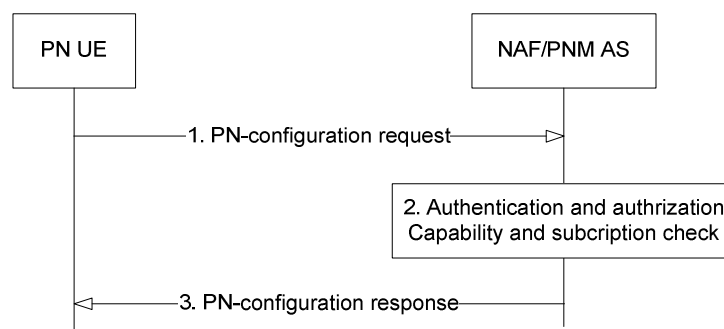 PN UE
NAF/PNM AS
1. PN-configuration request
2. Authentication and authrization
Capability and subcription check
3. PN-configuration response